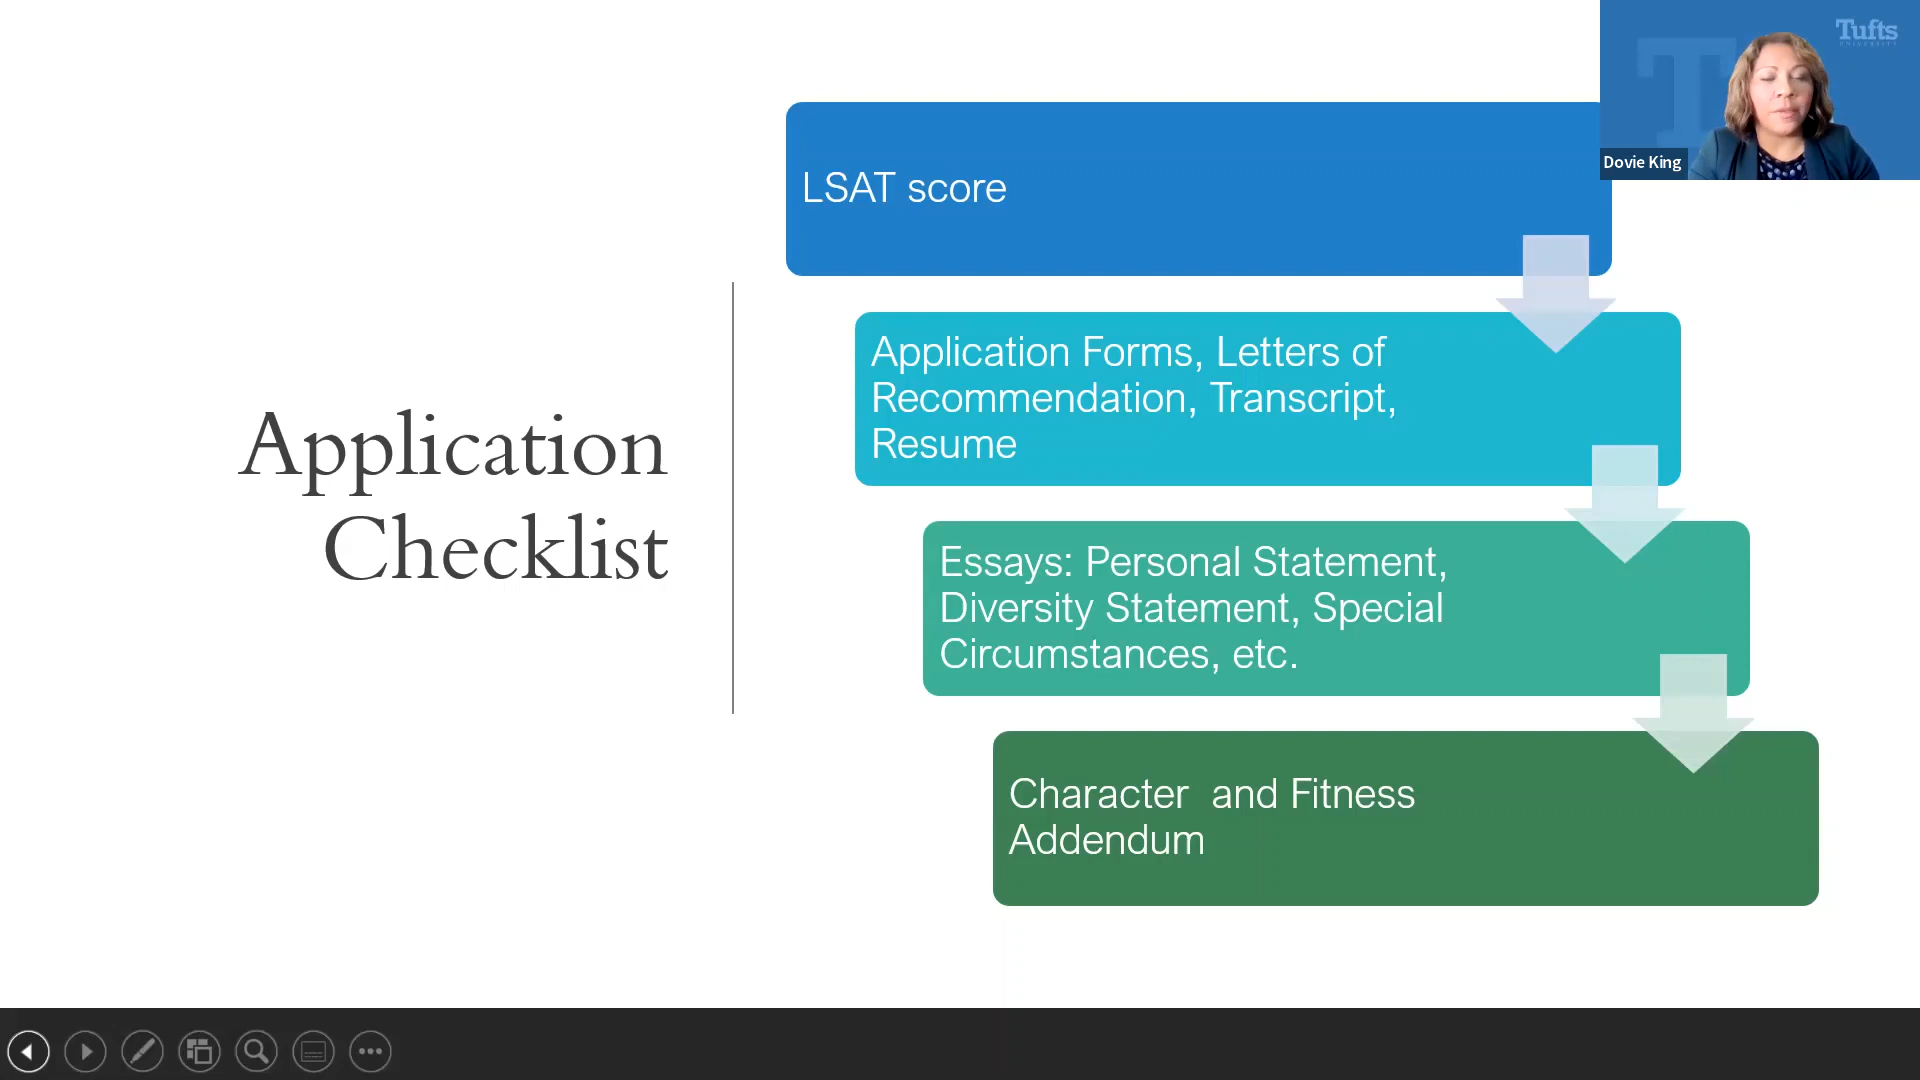 Tufts
UNIVERSITY
Dovie King
Application
Checklist
LSAT score
Application Forms, Letters of
Recommendation, Transcript,
Resume
Essays: Personal Statement,
Diversity Statement, Special
Circumstances, etc.
Character  and Fitness
Addendum